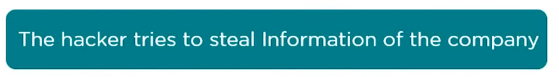 The hacker tries to steal Information of the company